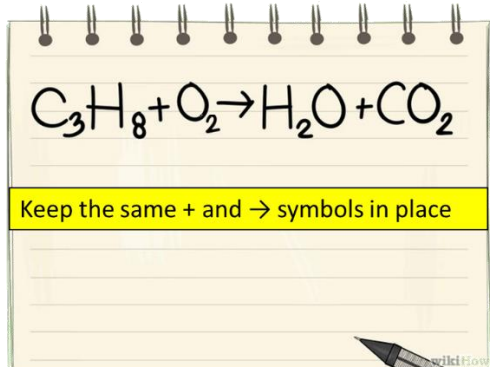 C₃H₈+O₂→H₂O+CO₂
Keep the same + and → symbols in place
wikiHow